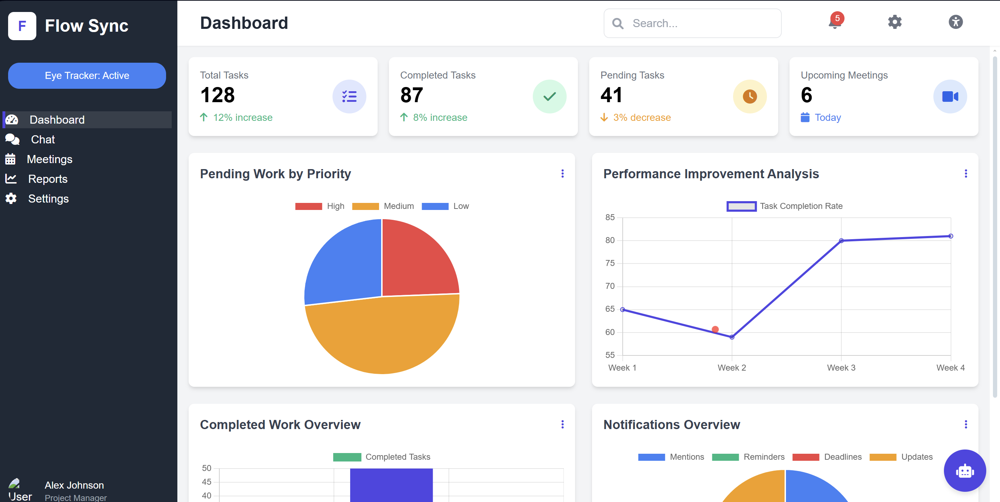 F
Flow Sync
Eye Tracker: Active
Dashboard
Chat
Meetings
Reports
Settings
User
Alex Johnson
Project Manager
Dashboard
Search...
5
Total Tasks
128
12% increase
Completed Tasks
87
8% increase
Pending Tasks
41
3% decrease
Upcoming Meetings
6
Today
Pending Work by Priority
High Medium Low
Performance Improvement Analysis
Task Completion Rate
85
80
75
70
65
60
55
Week 1 Week 2 Week 3 Week 4
Completed Work Overview
Completed Tasks
50
45
40
Notifications Overview
Mentions Reminders Deadlines Updates